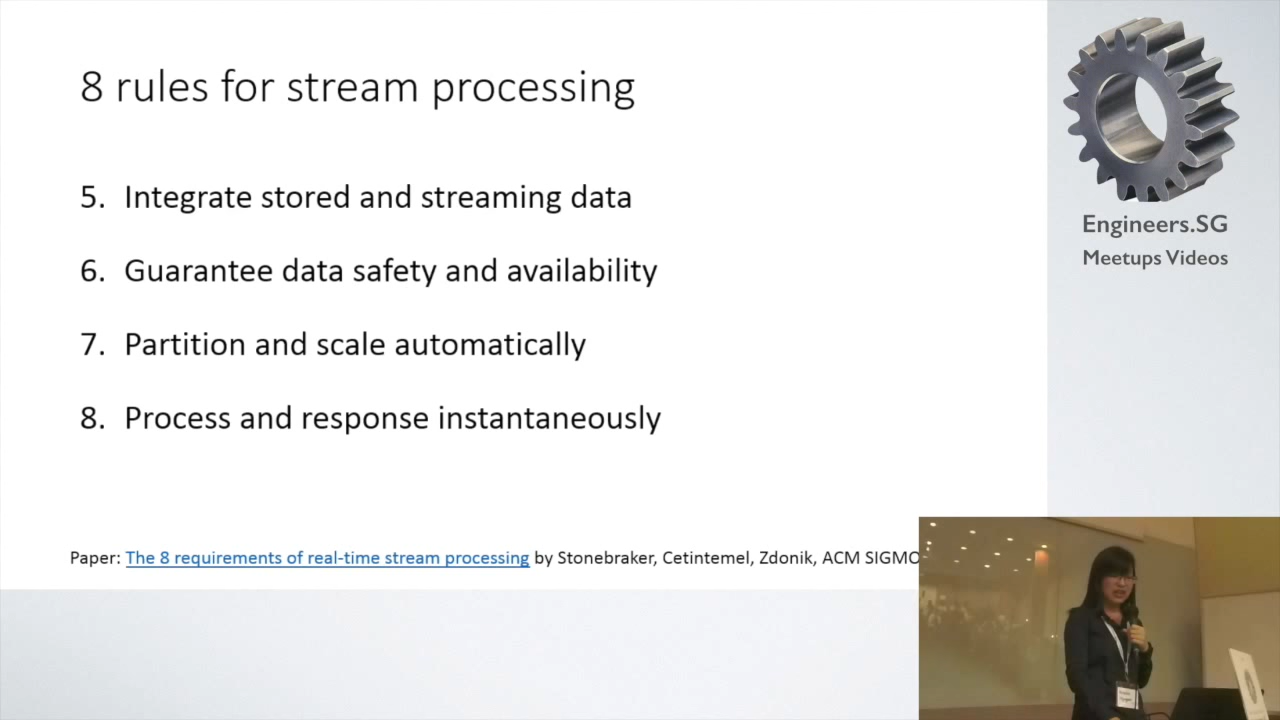 8 rules for stream processing
5. Integrate stored and streaming data
6. Guarantee data safety and availability
7. Partition and scale automatically
8. Process and response instantaneously
Paper: The 8 requirements of real-time stream processing by Stonebraker, Cetintemel, Zdonik, ACM SIGMO
Engineers.SG
Meetups Videos